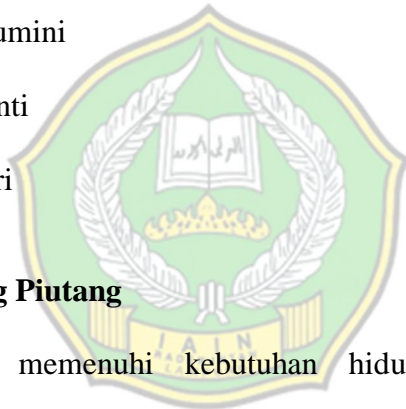 umini
nti
ri
g Piutang
I A I N
memenuhi kebutuhan hidu